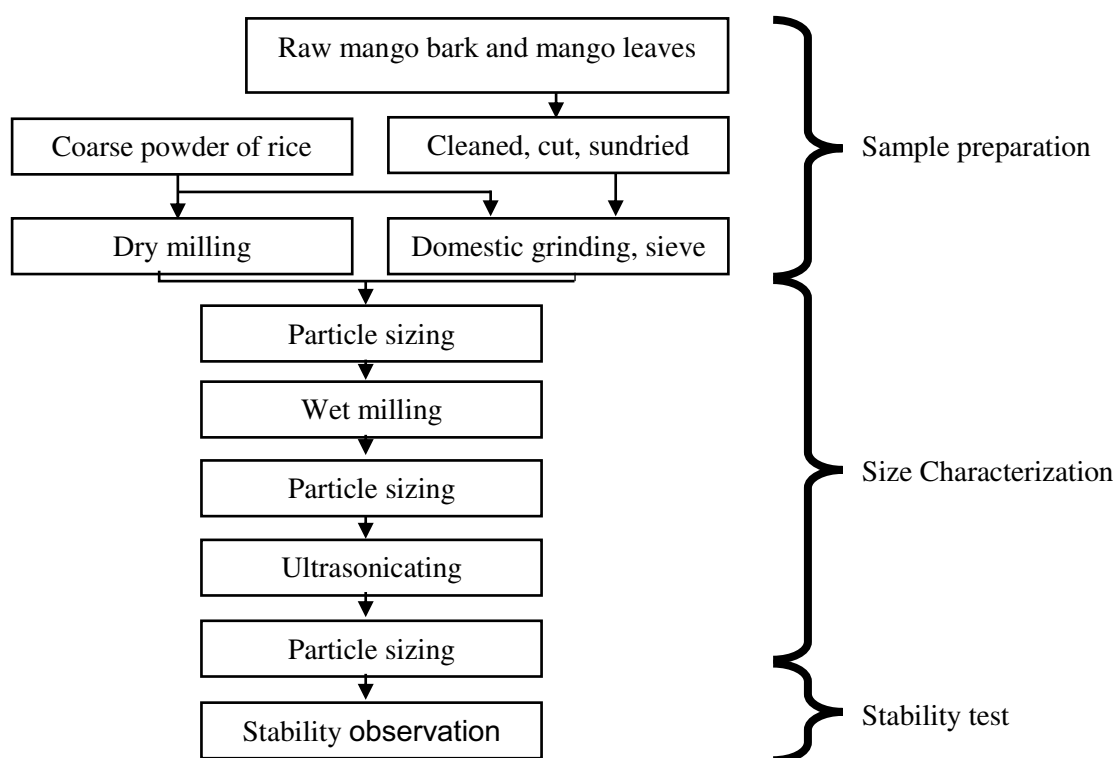 Raw mango bark and mango leaves
Coarse powder of rice
Cleaned, cut, sundried
Sample preparation
Dry milling
Domestic grinding, sieve
Particle sizing
Wet milling
Size Characterization
Particle sizing
Ultrasonicating
Particle sizing
Stability observation
Stability test